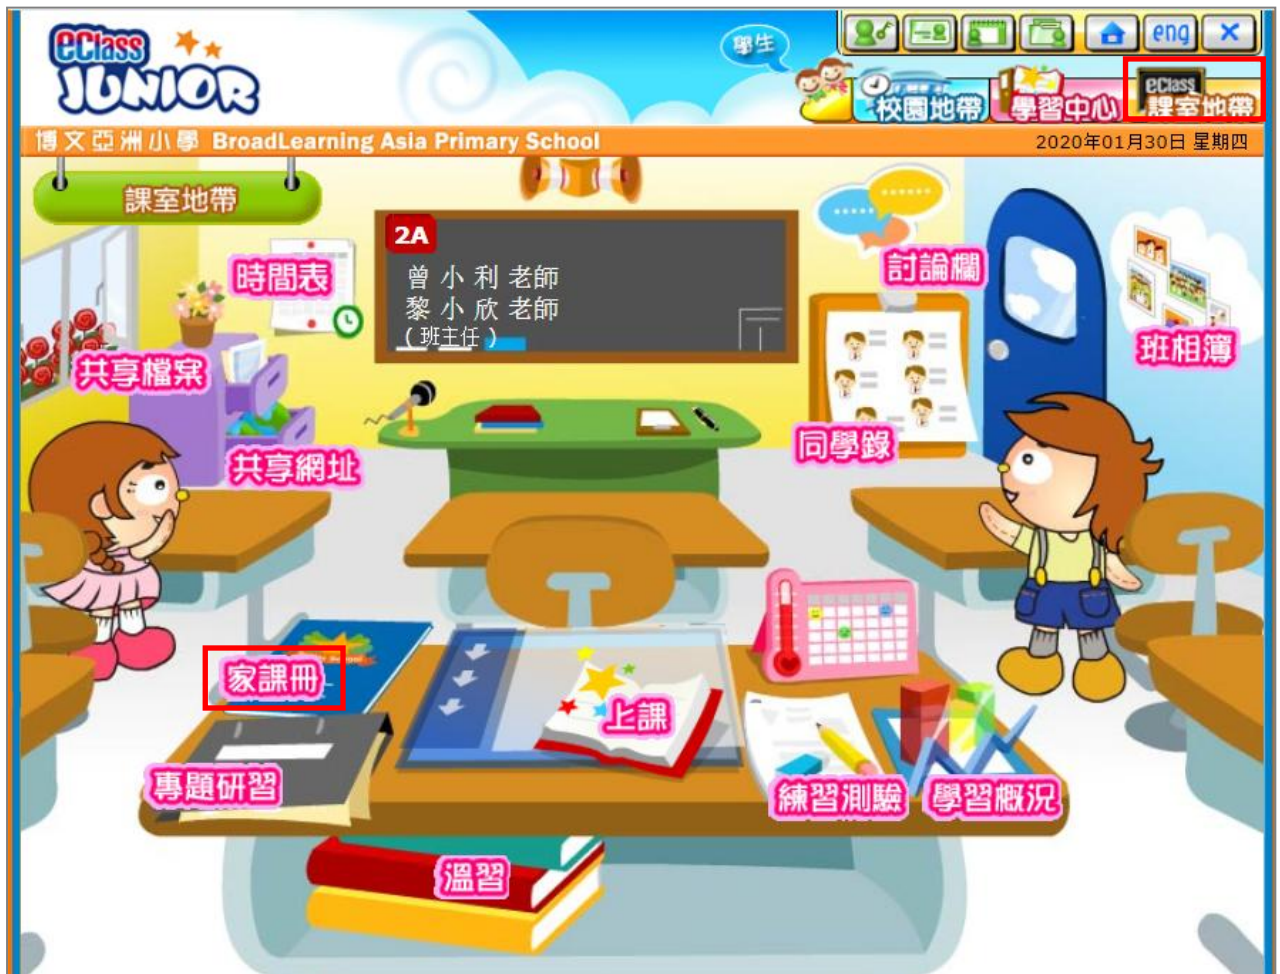 eClass
JUNIOR
學生
eng
校園地帶
學習中心
eClass
課室地帶
博文亞洲小學 BroadLearning Asia Primary School
2020年01月30日 星期四
課室地帶
2A
曾 小 利 老師
黎 小 欣 老師
( 班主任 )
時間表
討論欄
班相簿
共享檔案
共享網址
同學錄
家課冊
上課
專題研習
練習測驗
學習概況
溫習